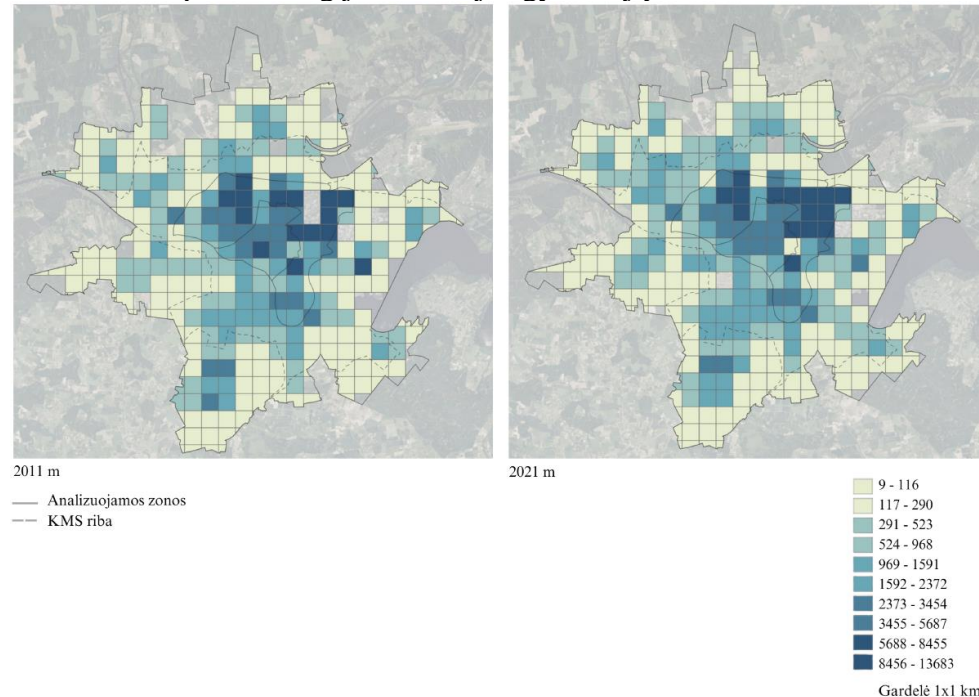 2011 m
2021 m
Analizuojamos zonos
KMS riba
9 - 116
117 - 290
291 - 523
524 - 968
969 - 1591
1592 - 2372
2373 - 3454
3455 - 5687
5688 - 8455
8456 - 13683
Gardelė 1x1 km